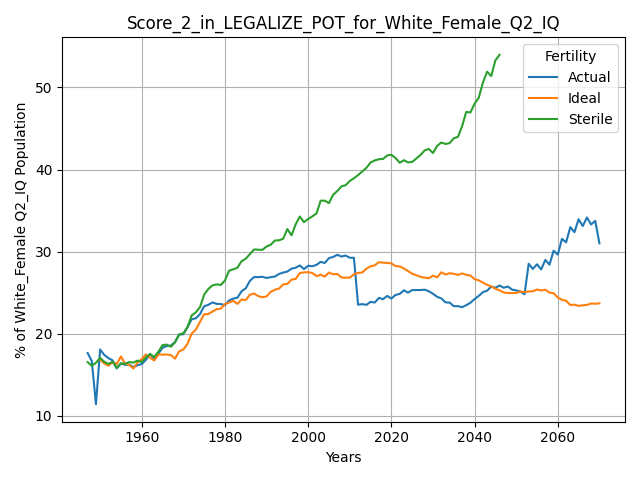 Score_2_in_LEGALIZE_POT_for_White_Female_Q2_IQ
Fertility
Actual
Ideal
Sterile
% of White_Female Q2_IQ Population
50
40
30
20
10
1960 1980 2000 2020 2040 2060
Years